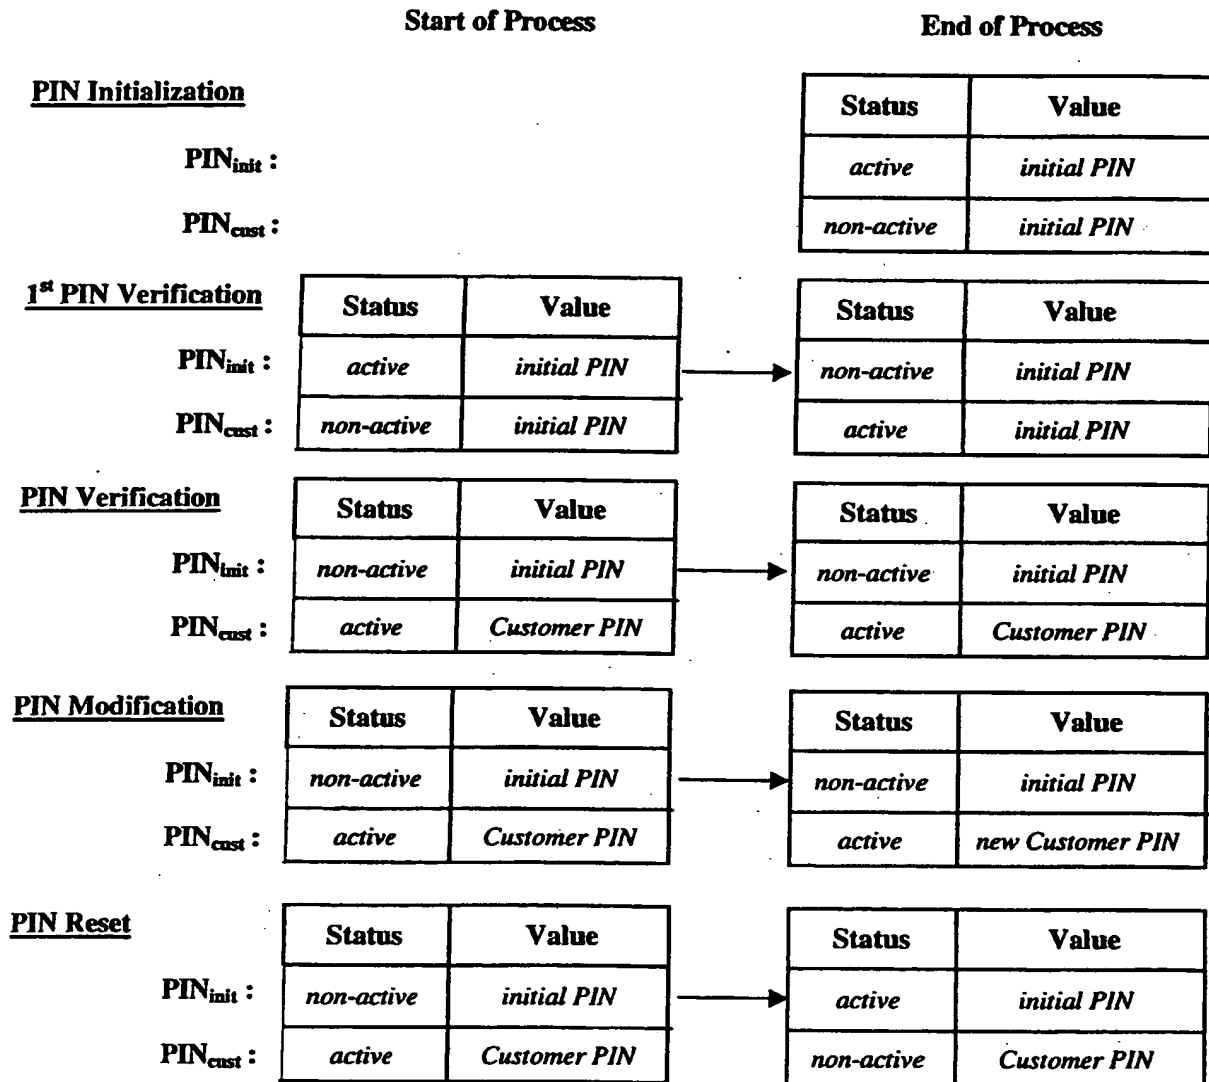 Start of Process End of Process
PIN Initialization
Status Value
PINinit : active initial PIN
PINcust : non-active initial PIN
1st PIN Verification
Status Value Status Value
PINinit : active initial PIN non-active initial PIN
PINcust : non-active initial PIN active initial PIN
PIN Verification
Status Value Status Value
PINinit : non-active initial PIN non-active initial PIN
PINcust : active Customer PIN active Customer PIN
PIN Modification
Status Value Status Value
PINinit : non-active initial PIN non-active initial PIN
PINcust : active Customer PIN active new Customer PIN
PIN Reset
Status Value Status Value
PINinit : non-active initial PIN active initial PIN
PINcust : active Customer PIN non-active Customer PIN